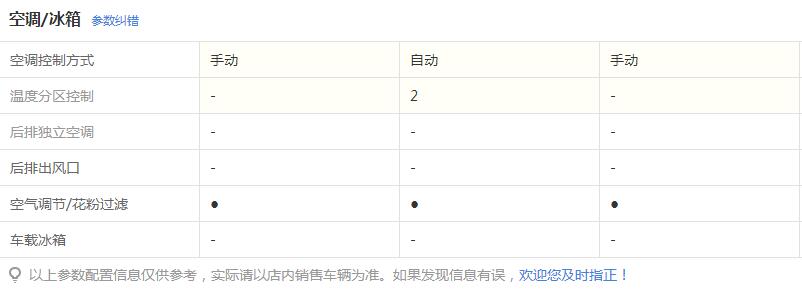 空调/冰箱 参数纠错
空调控制方式 手动 自动 手动
温度分区控制 - 2 -
后排独立空调 - - -
后排出风口 - - -
空气调节/花粉过滤 ● ● ●
车载冰箱 - - -
以上参数配置信息仅供参考，实际请以店内销售车辆为准。如果发现信息有误，欢迎您及时指正！